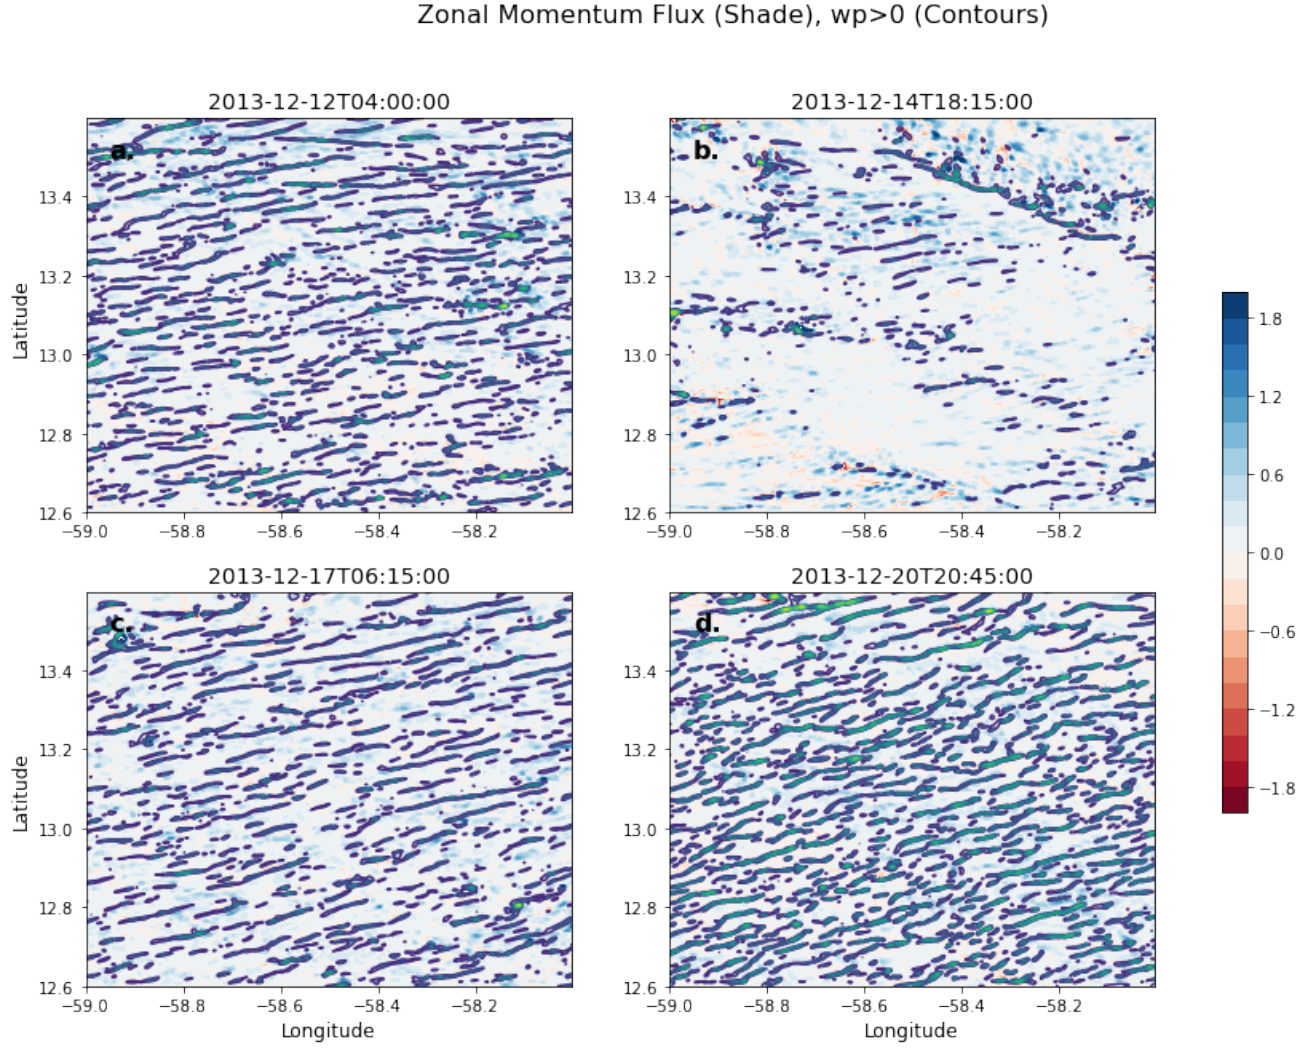 Zonal Momentum Flux (Shade), wp>0 (Contours)
2013-12-12T04:00:00
2013-12-14T18:15:00
a.
b.
13.4
13.2
13.0
12.8
12.6
Latitude
−59.0 −58.8 −58.6 −58.4 −58.2
13.4
13.2
13.0
12.8
12.6
−59.0 −58.8 −58.6 −58.4 −58.2
2013-12-17T06:15:00
2013-12-20T20:45:00
c.
d.
13.4
13.2
13.0
12.8
12.6
Latitude
−59.0 −58.8 −58.6 −58.4 −58.2
Longitude
13.4
13.2
13.0
12.8
12.6
−59.0 −58.8 −58.6 −58.4 −58.2
Longitude
1.8
1.2
0.6
0.0
−0.6
−1.2
−1.8